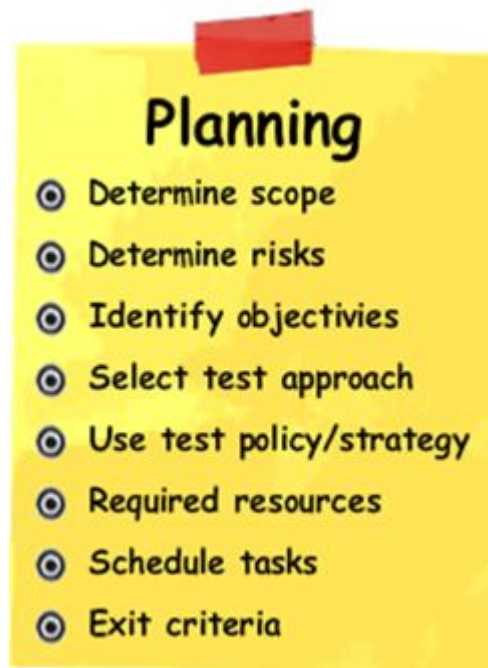 Planning
Determine scope
Determine risks
Identify objectivies
Select test approach
Use test policy/strategy
Required resources
Schedule tasks
Exit criteria